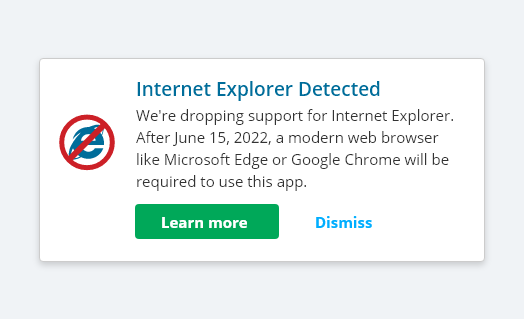 Internet Explorer Detected
We're dropping support for Internet Explorer.
After June 15, 2022, a modern web browser
like Microsoft Edge or Google Chrome will be
required to use this app.
Learn more
Dismiss